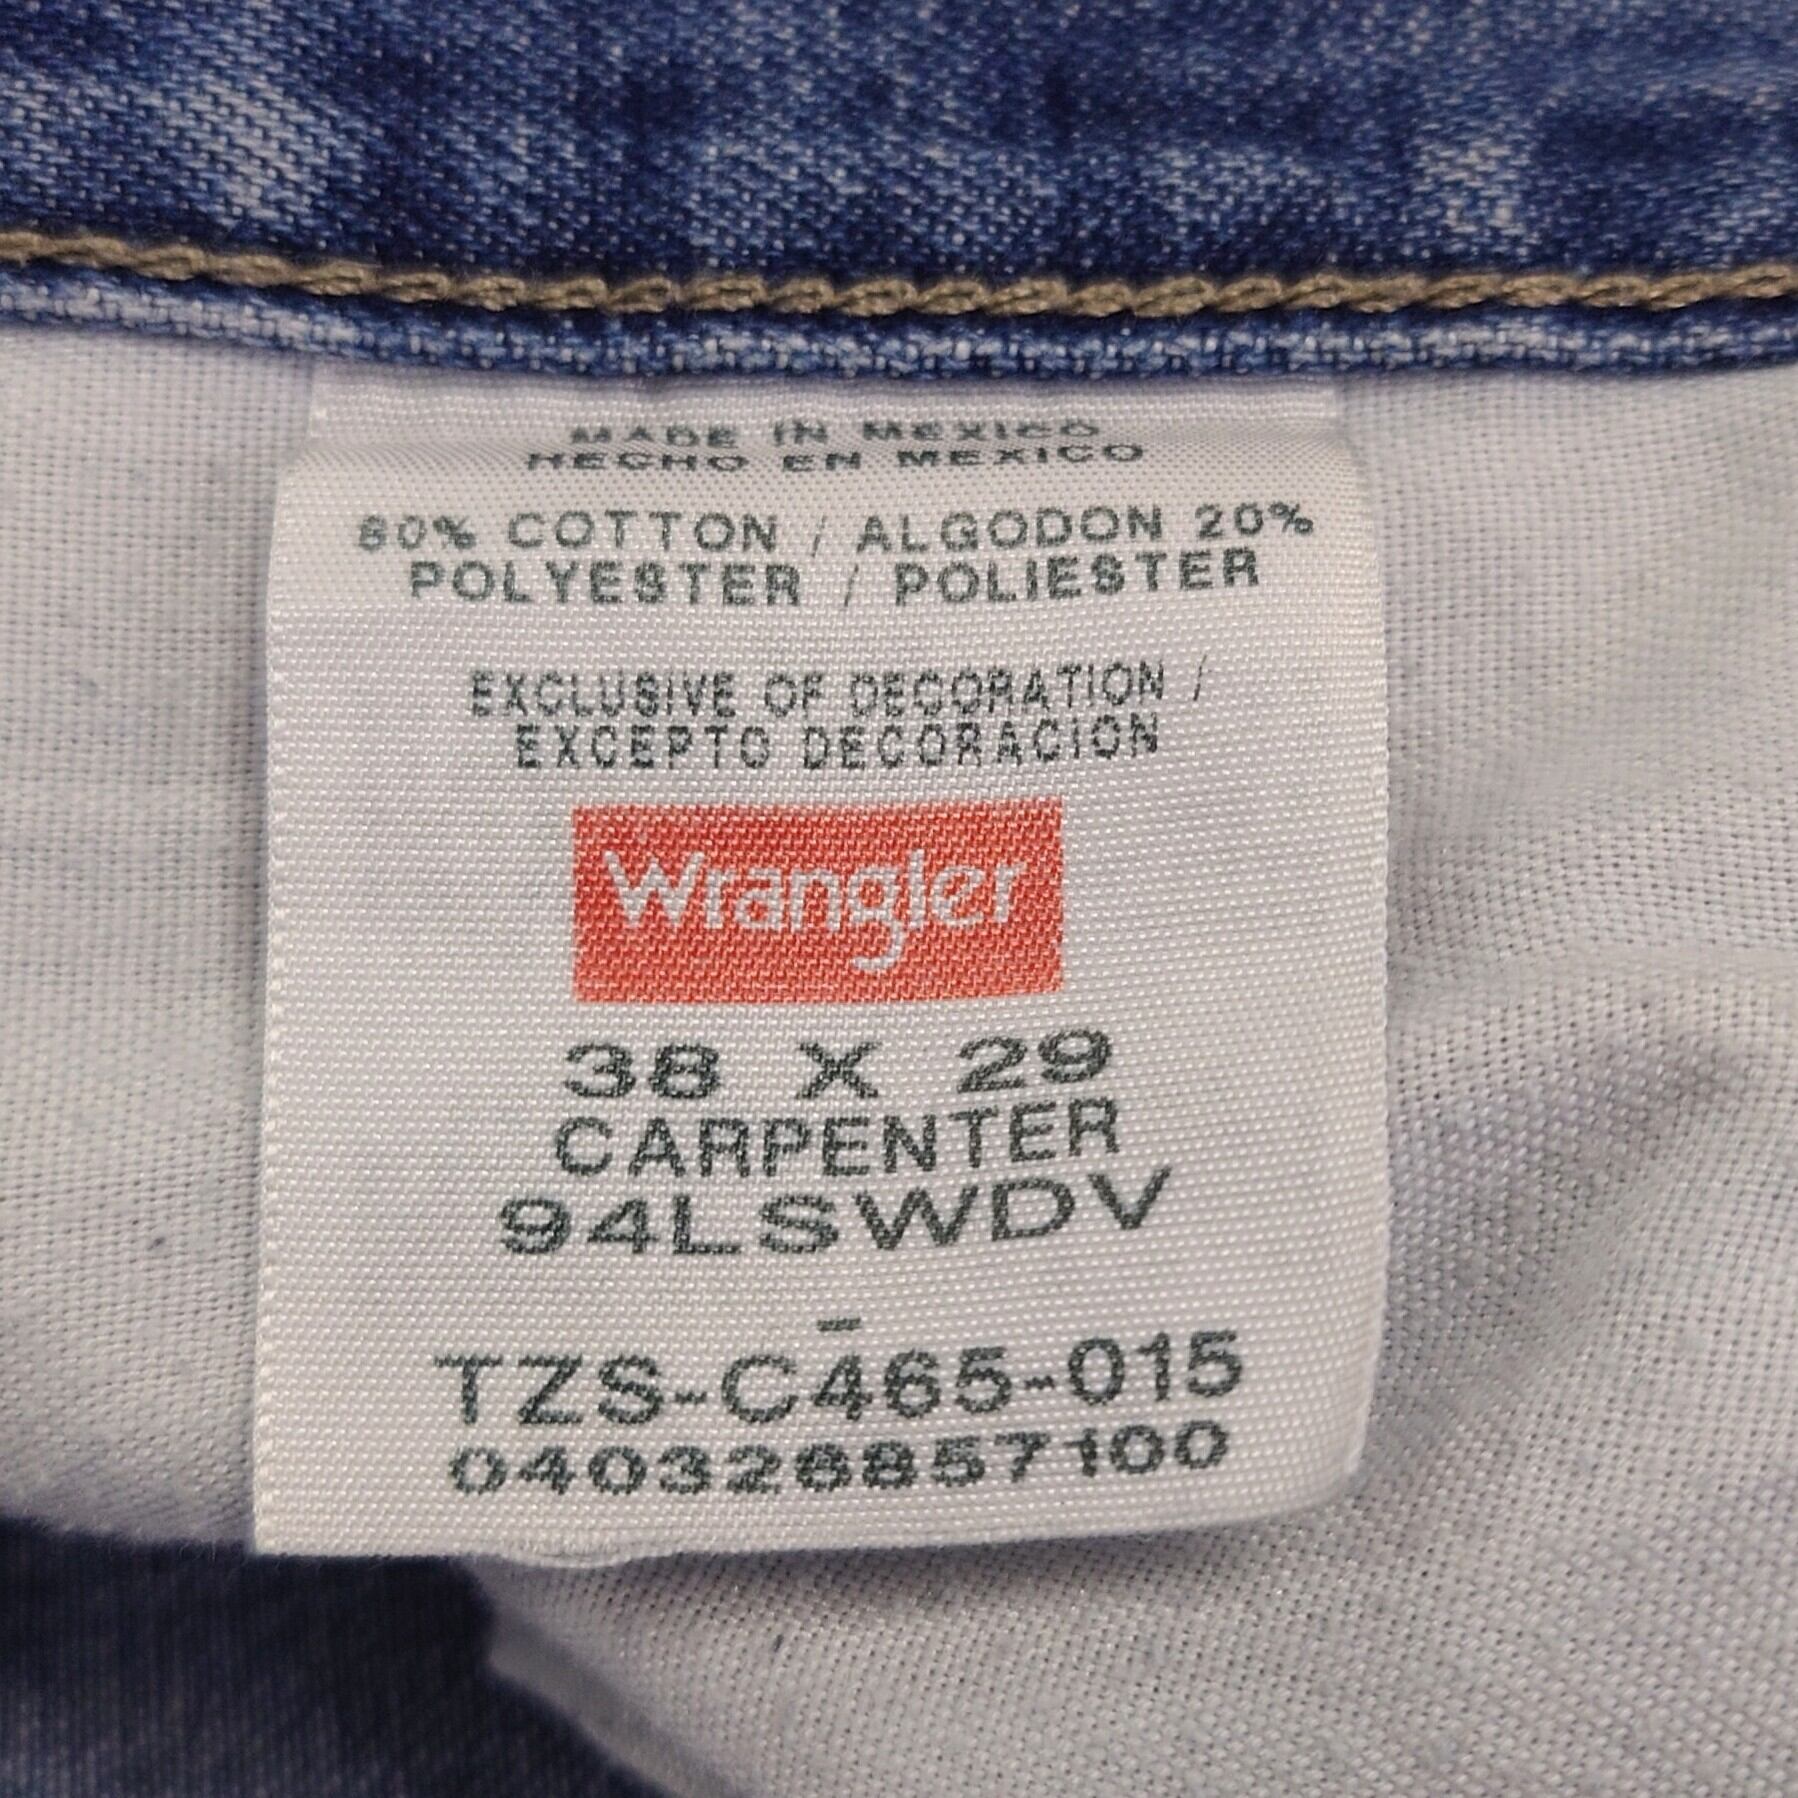 MADE IN MEXICO
HECHO EN MEXICO
80% COTTON / ALGODON 20%
POLYESTER / POLIESTER
EXCLUSIVE OF DECORATION /
EXCEPTO DECORACION
Wrangler
38 X 29
CARPENTER
94LSWDV
-
TZS-C465-015
040326857100